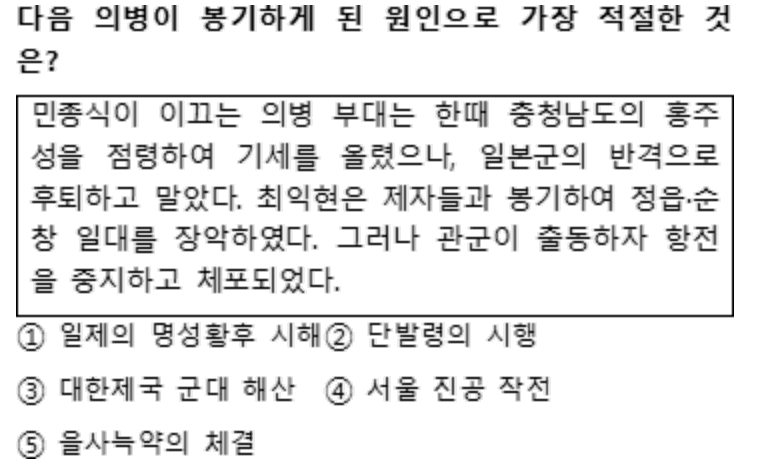 다음 의병이 봉기하게 된 원인으로 가장 적절한 것
은?
민종식이 이끄는 의병 부대는 한때 충청남도의 홍주
성을 점령하여 기세를 올렸으나, 일본군의 반격으로
후퇴하고 말았다. 최익현은 제자들과 봉기하여 정읍·순
창 일대를 장악하였다. 그러나 관군이 출동하자 항전
을 중지하고 체포되었다.
① 일제의 명성황후 시해② 단발령의 시행
③ 대한제국 군대 해산 ④ 서울 진공 작전
⑤ 을사늑약의 체결